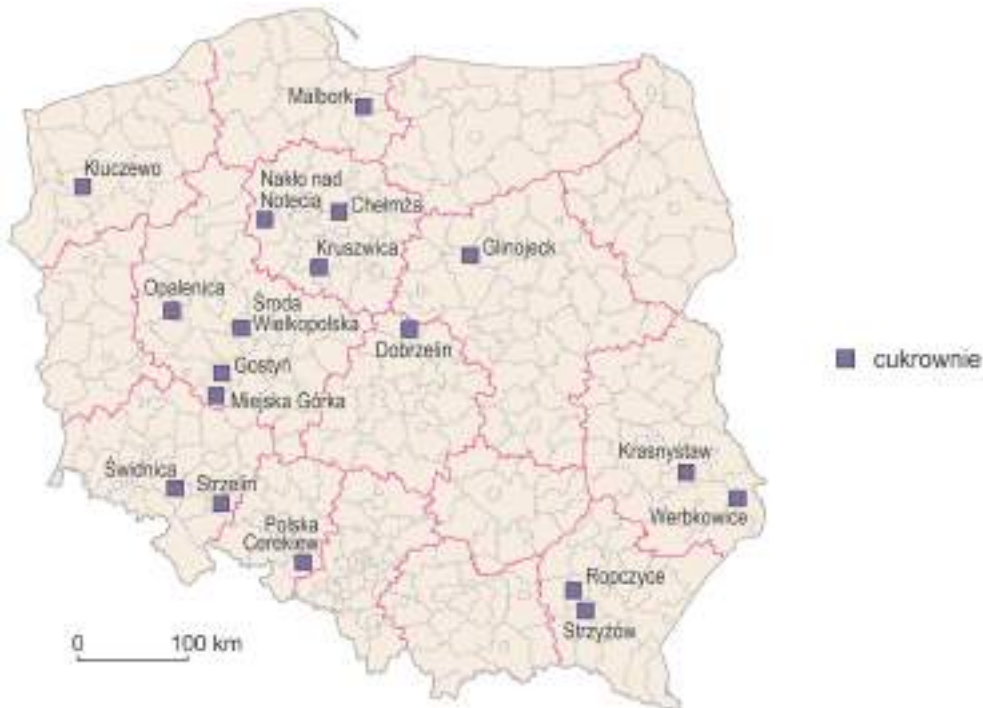 Malbork
Kluczewo
Nakło nad
Notecią
Chełmża
Kruszwica
Glinojeck
Opalenica
Środa
Wielkopolska
Dobrzelin
Gostyń
Miejska Górka
cukrownie
Krasnystaw
Świdnica
Strzelin
Werbkowice
Polska
Cerekiew
Ropczyce
Strzyżów
0 100 km